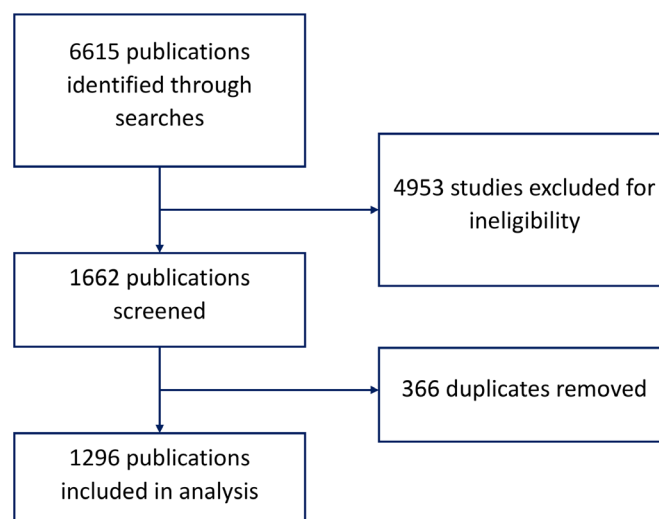 6615 publications
identified through
searches
4953 studies excluded for
ineligibility
1662 publications
screened
366 duplicates removed
1296 publications
included in analysis